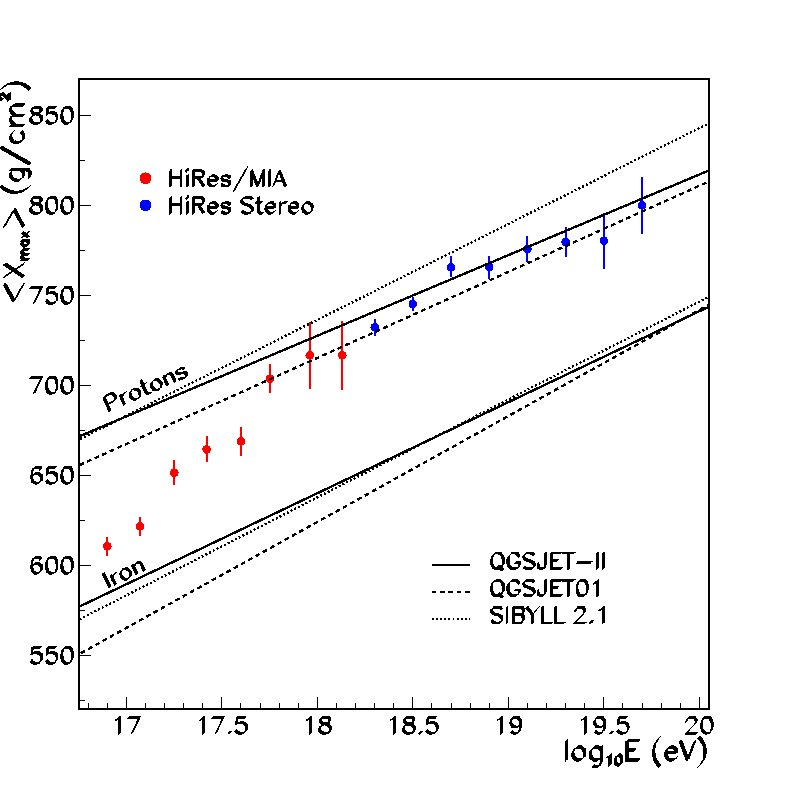 <X_max> (g/cm²)
850
800
750
700
650
600
550
HiRes/MIA
HiRes Stereo
Protons
Iron
QGSJET-II
QGSJET01
SIBYLL 2.1
17 17.5 18 18.5 19 19.5 20
log₁₀E (eV)